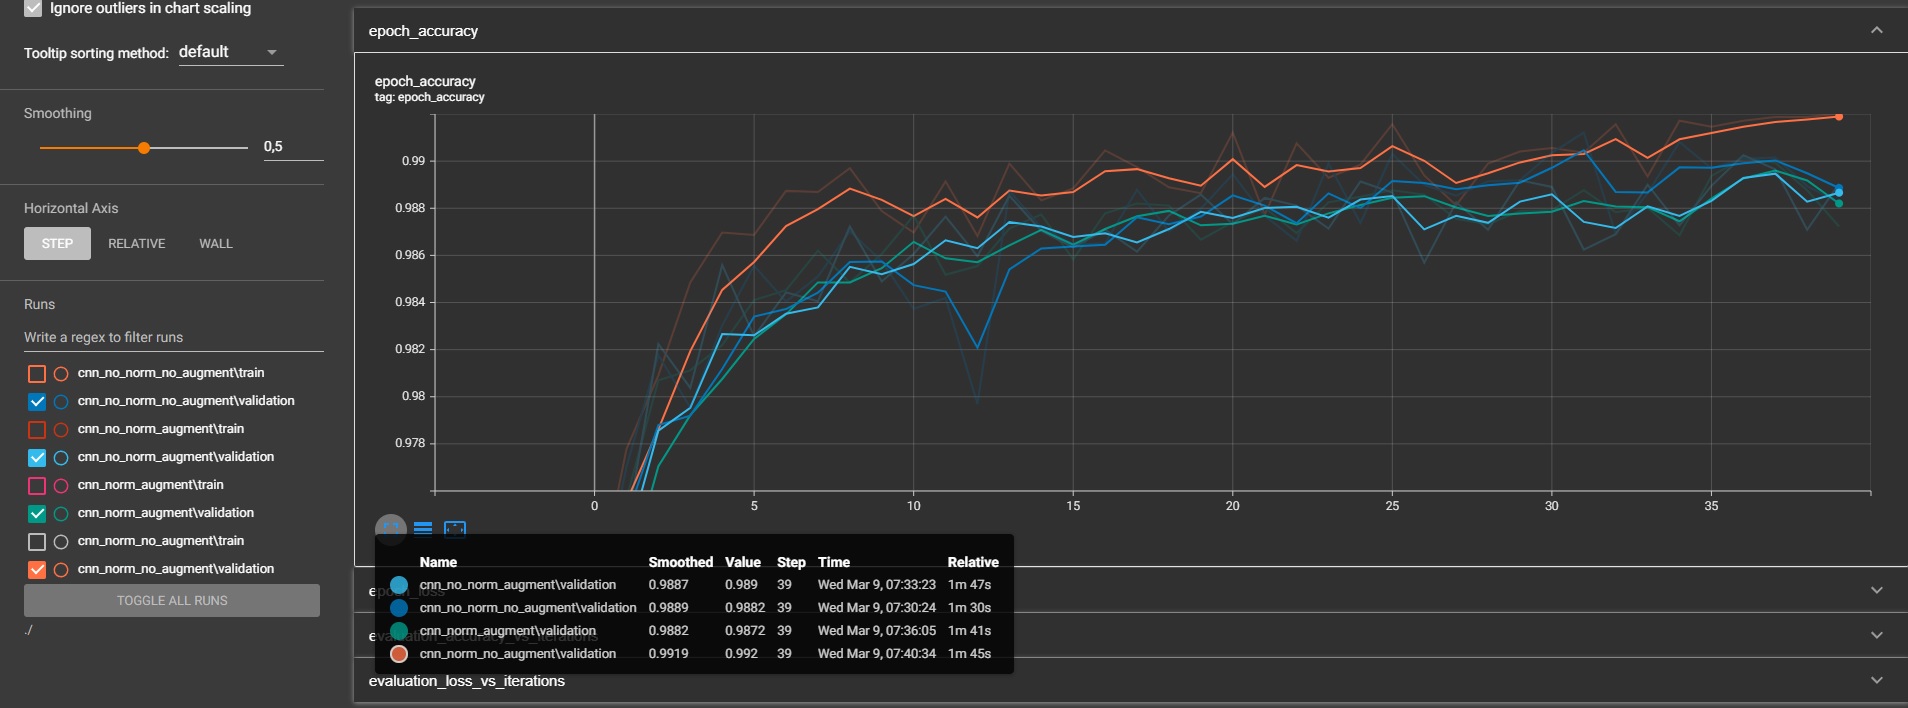 Ignore outliers in chart scaling
Tooltip sorting method: default
Smoothing
0,5
Horizontal Axis
STEP RELATIVE WALL
Runs
Write a regex to filter runs
cnn_no_norm_no_augment\train
cnn_no_norm_no_augment\validation
cnn_no_norm_augment\train
cnn_no_norm_augment\validation
cnn_norm_augment\train
cnn_norm_augment\validation
cnn_norm_no_augment\train
cnn_norm_no_augment\validation
TOGGLE ALL RUNS
./
epoch_accuracy
epoch_accuracy
tag: epoch_accuracy
0.99
0.988
0.986
0.984
0.982
0.98
0.978
0 5 10 15 20 25 30 35
Name Smoothed Value Step Time Relative
cnn_no_norm_augment\validation 0.9887 0.989 39 Wed Mar 9, 07:33:23 1m 47s
cnn_no_norm_no_augment\validation 0.9889 0.9882 39 Wed Mar 9, 07:30:24 1m 30s
cnn_norm_augment\validation 0.9882 0.9872 39 Wed Mar 9, 07:36:05 1m 41s
cnn_norm_no_augment\validation 0.9919 0.992 39 Wed Mar 9, 07:40:34 1m 45s
epoch_loss
evaluation_accuracy_vs_iterations
evaluation_loss_vs_iterations